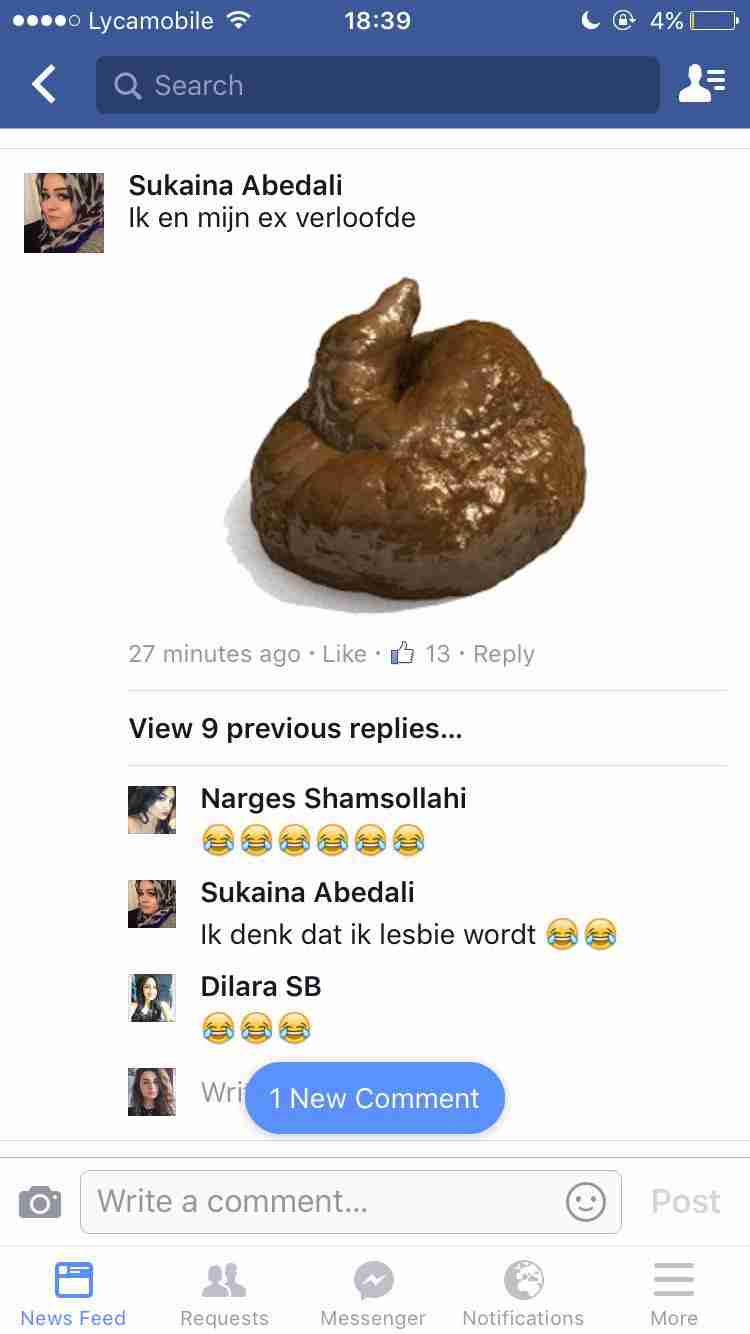 Lycamobile 18:39 4%
Search
Sukaina Abedali
Ik en mijn ex verloofde
27 minutes ago · Like · 13 · Reply
View 9 previous replies...
Narges Shamsollahi
😂😂😂😂😂😂
Sukaina Abedali
Ik denk dat ik lesbie wordt 😂😂
Dilara SB
😂😂😂
Wri
1 New Comment
Write a comment...
Post
News Feed Requests Messenger Notifications More